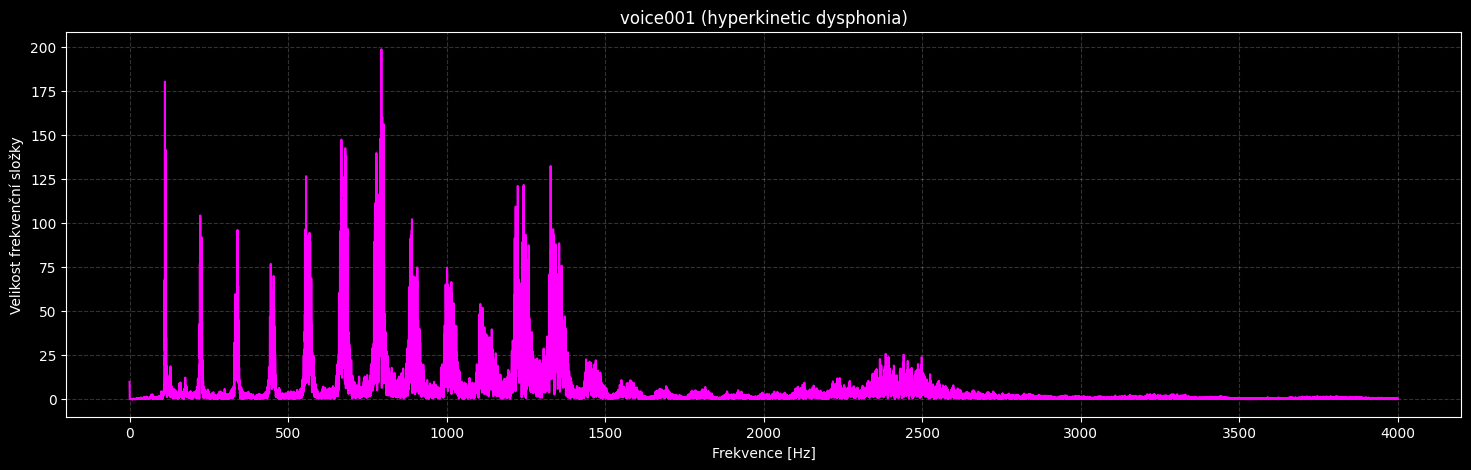 voice001 (hyperkinetic dysphonia)
Velikost frekvenční složky
200
175
150
125
100
75
50
25
0
0 500 1000 1500 2000 2500 3000 3500 4000
Frekvence [Hz]